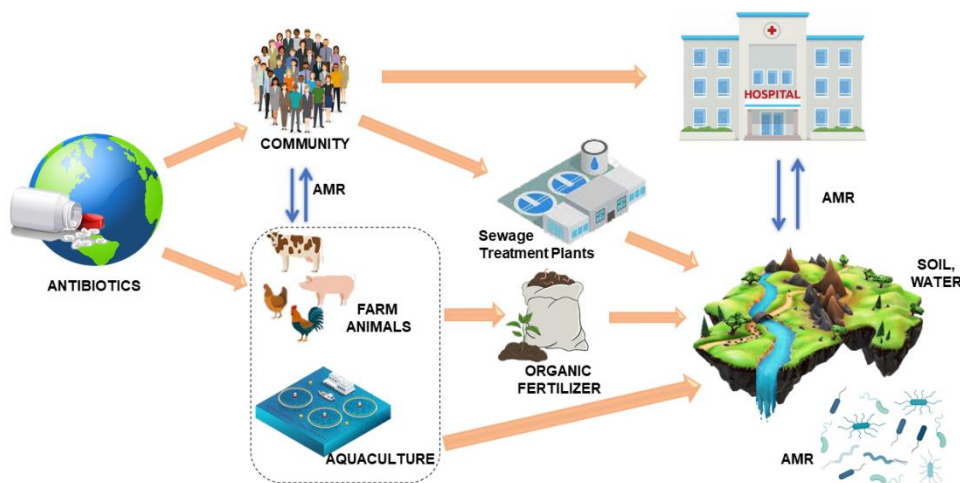 HOSPITAL
COMMUNITY
AMR
AMR
Sewage
Treatment Plants
SOIL,
WATER
ANTIBIOTICS
FARM
ANIMALS
ORGANIC
FERTILIZER
AQUACULTURE
AMR